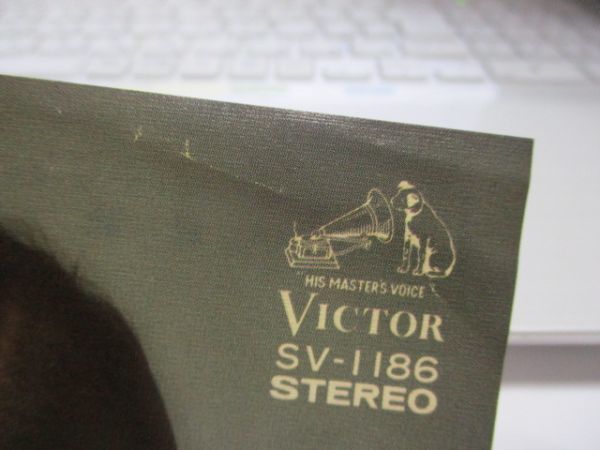 HIS MASTER'S VOICE
VICTOR
SV-1186
STEREO